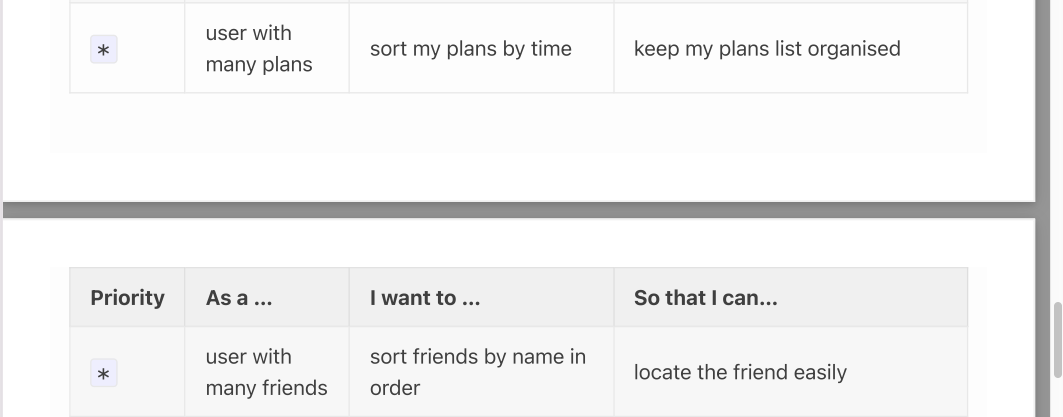 * user with many plans sort my plans by time keep my plans list organised
Priority As a ... I want to ... So that I can...
* user with many friends sort friends by name in order locate the friend easily